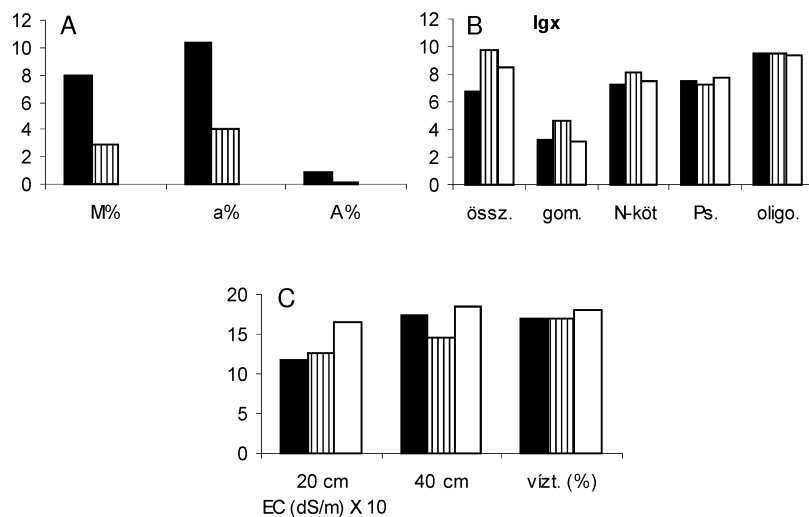 A
12
10
8
6
4
2
0
M% a% A%
B lgx
12
10
8
6
4
2
0
össz. gom. N-köt Ps. oligo.
C
20
15
10
5
0
20 cm 40 cm vízt. (%)
EC (dS/m) X 10